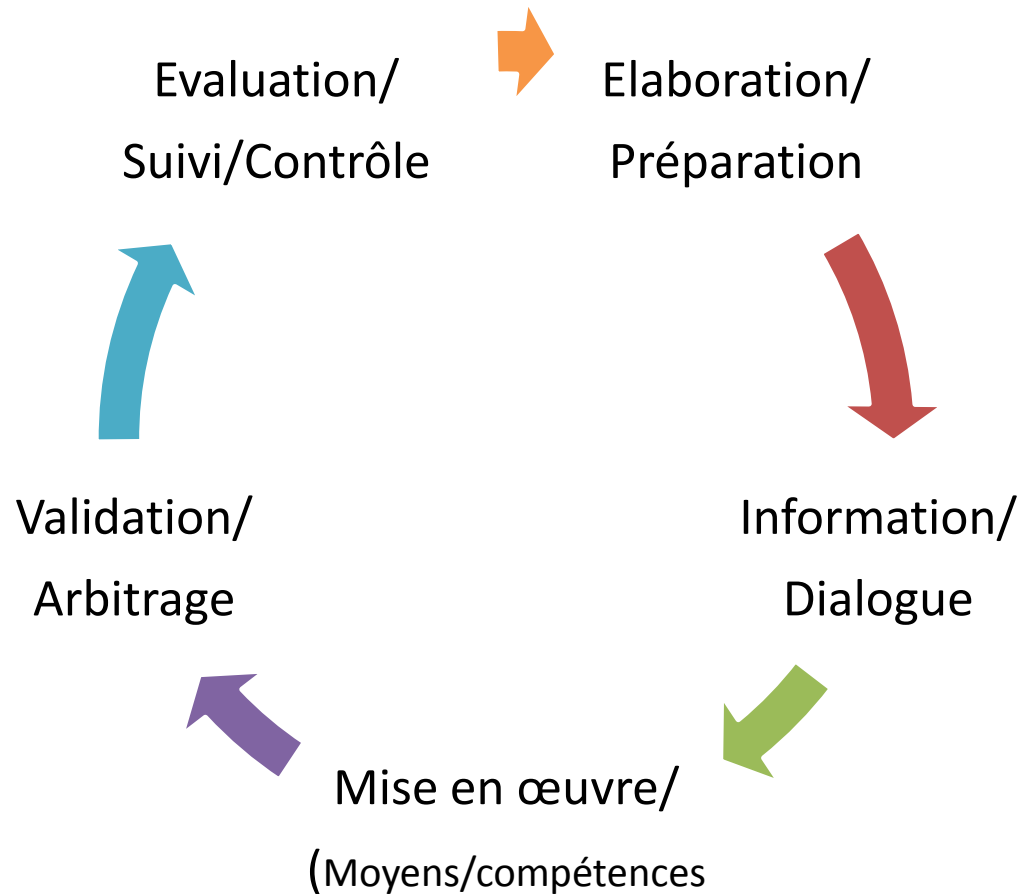 Evaluation/
Suivi/Contrôle
Elaboration/
Préparation
Information/
Dialogue
Mise en œuvre/
(Moyens/compétences
Validation/
Arbitrage